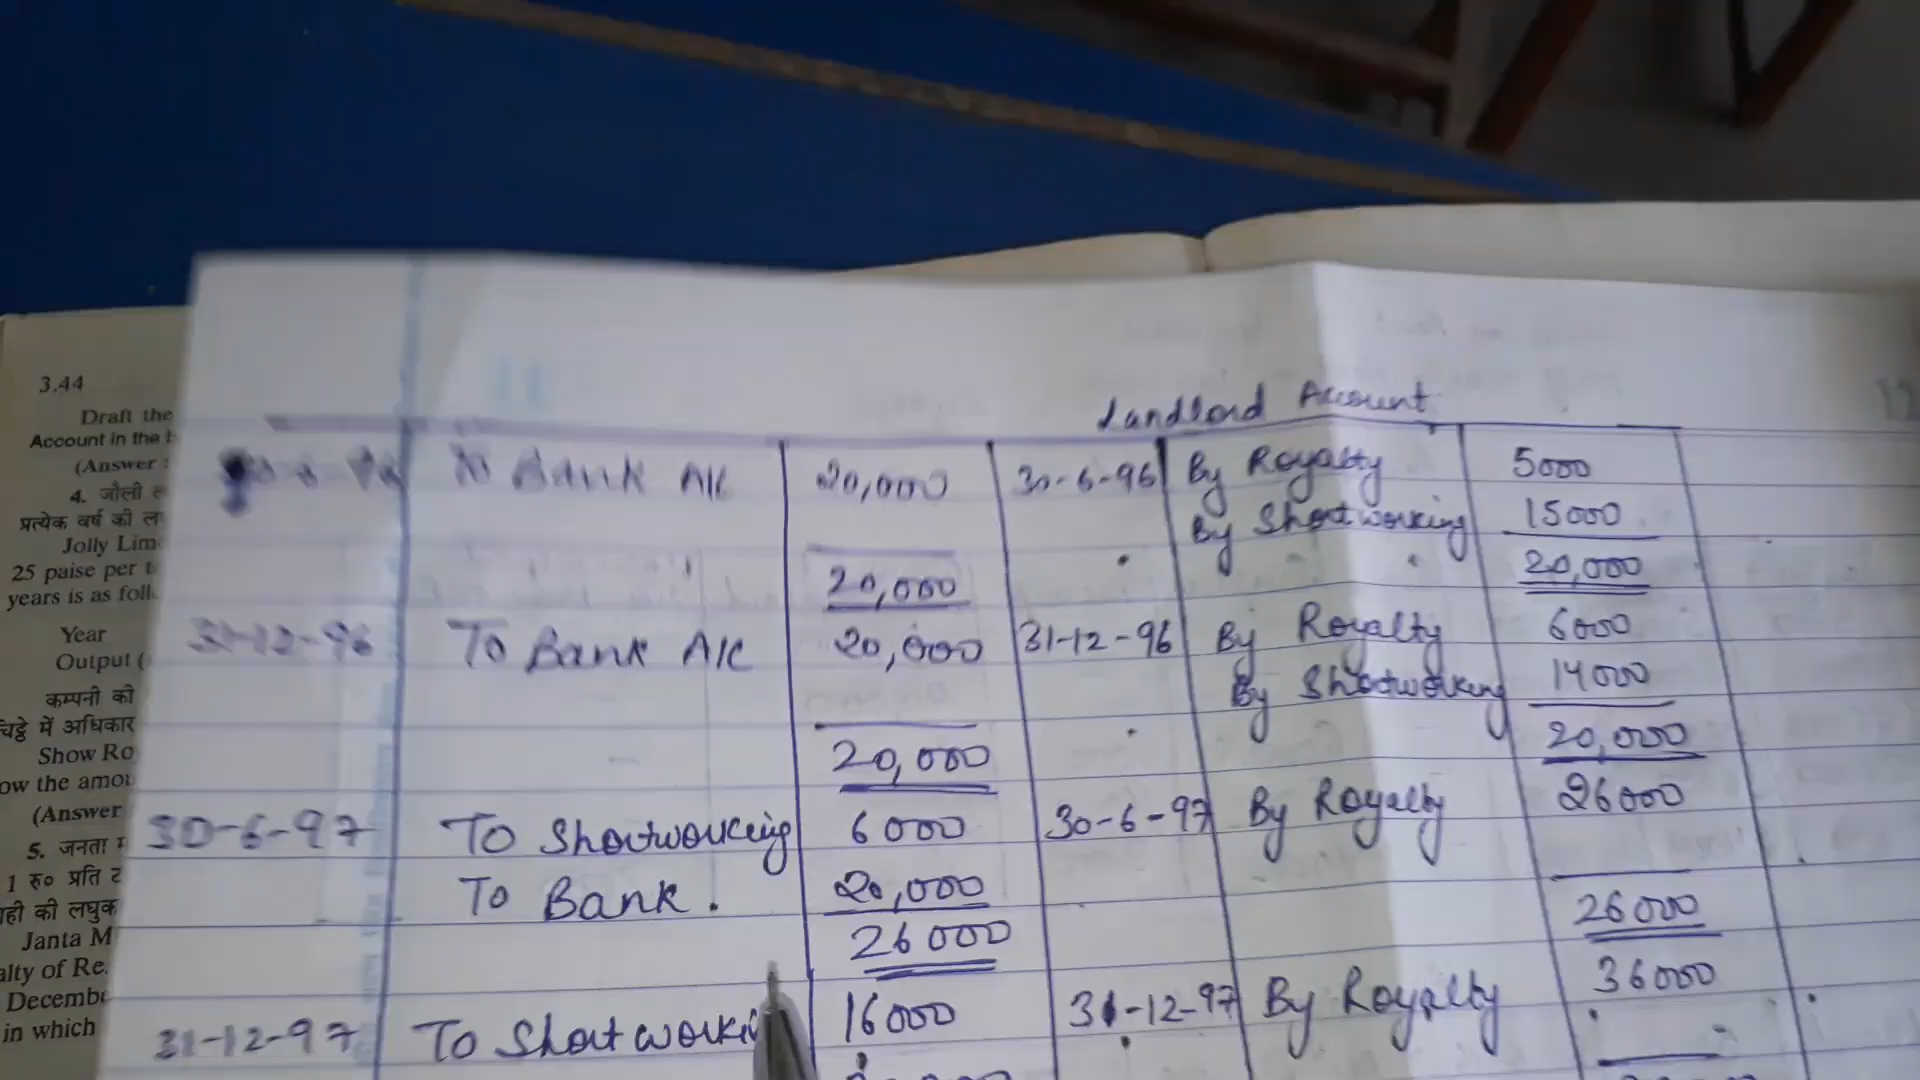 3.44
Draft the
Account in the b
(Answer :
4. जौली
प्रत्येक वर्ष की
Jolly Lim
25 paise per t
years is as foll
Year
Output (
कम्पनी को
चिट्ठे में अधिकार
Show Ro
ow the amou
(Answer
5. जनता
1 रु० प्रति ट
ही की लघुक
Janta M
alty of Re.
Decembe
in which
Landlord Account
To Bank A/c 20,000 30-6-96 By Royalty 5000
By Shortworking 15000
20,000 20,000
31-12-96 To Bank A/c 20,000 31-12-96 By Royalty 6000
By Shortworking 14000
20,000 20,000
30-6-97 To Shortworking 6000 30-6-97 By Royalty 26000
To Bank. 20,000
26000 26000
31-12-97 To Shortworki 16000 31-12-97 By Royalty 36000